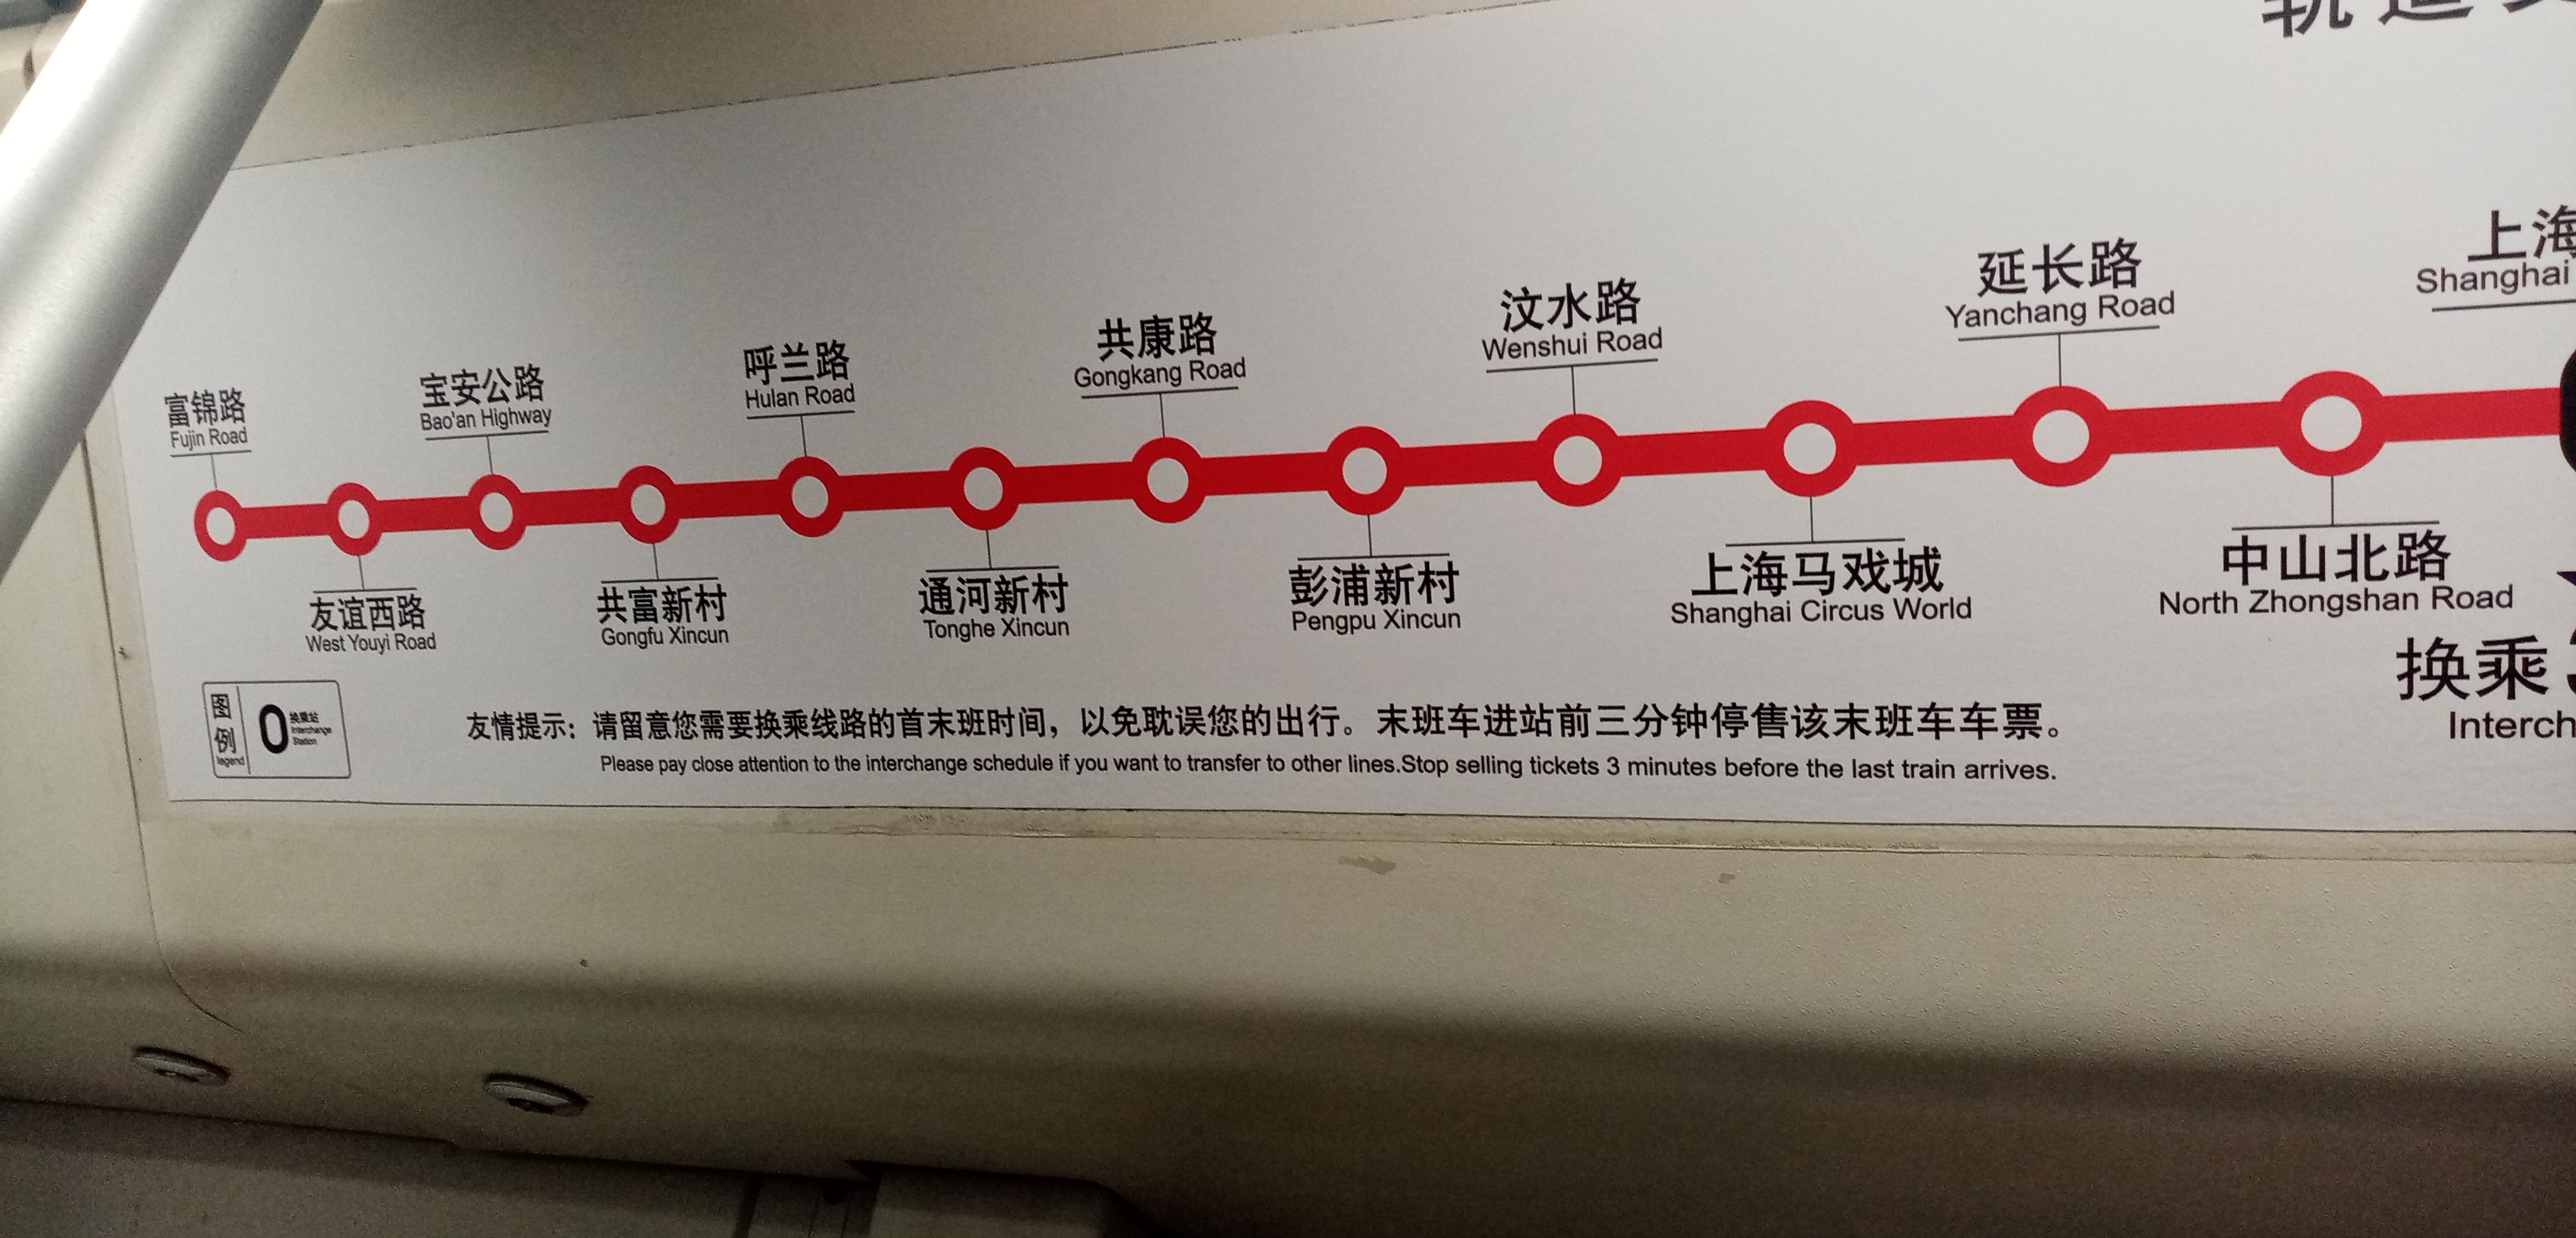 富锦路
Fujin Road
友谊西路
West Youyi Road
宝安公路
Bao'an Highway
共富新村
Gongfu Xincun
呼兰路
Hulan Road
通河新村
Tonghe Xincun
共康路
Gongkang Road
彭浦新村
Pengpu Xincun
汶水路
Wenshui Road
上海马戏城
Shanghai Circus World
延长路
Yanchang Road
中山北路
North Zhongshan Road
上海
Shanghai
换乘
图例
legend
换乘站
Interchange
Station
友情提示：请留意您需要换乘线路的首末班时间，以免耽误您的出行。末班车进站前三分钟停售该末班车车票。
Please pay close attention to the interchange schedule if you want to transfer to other lines.Stop selling tickets 3 minutes before the last train arrives.